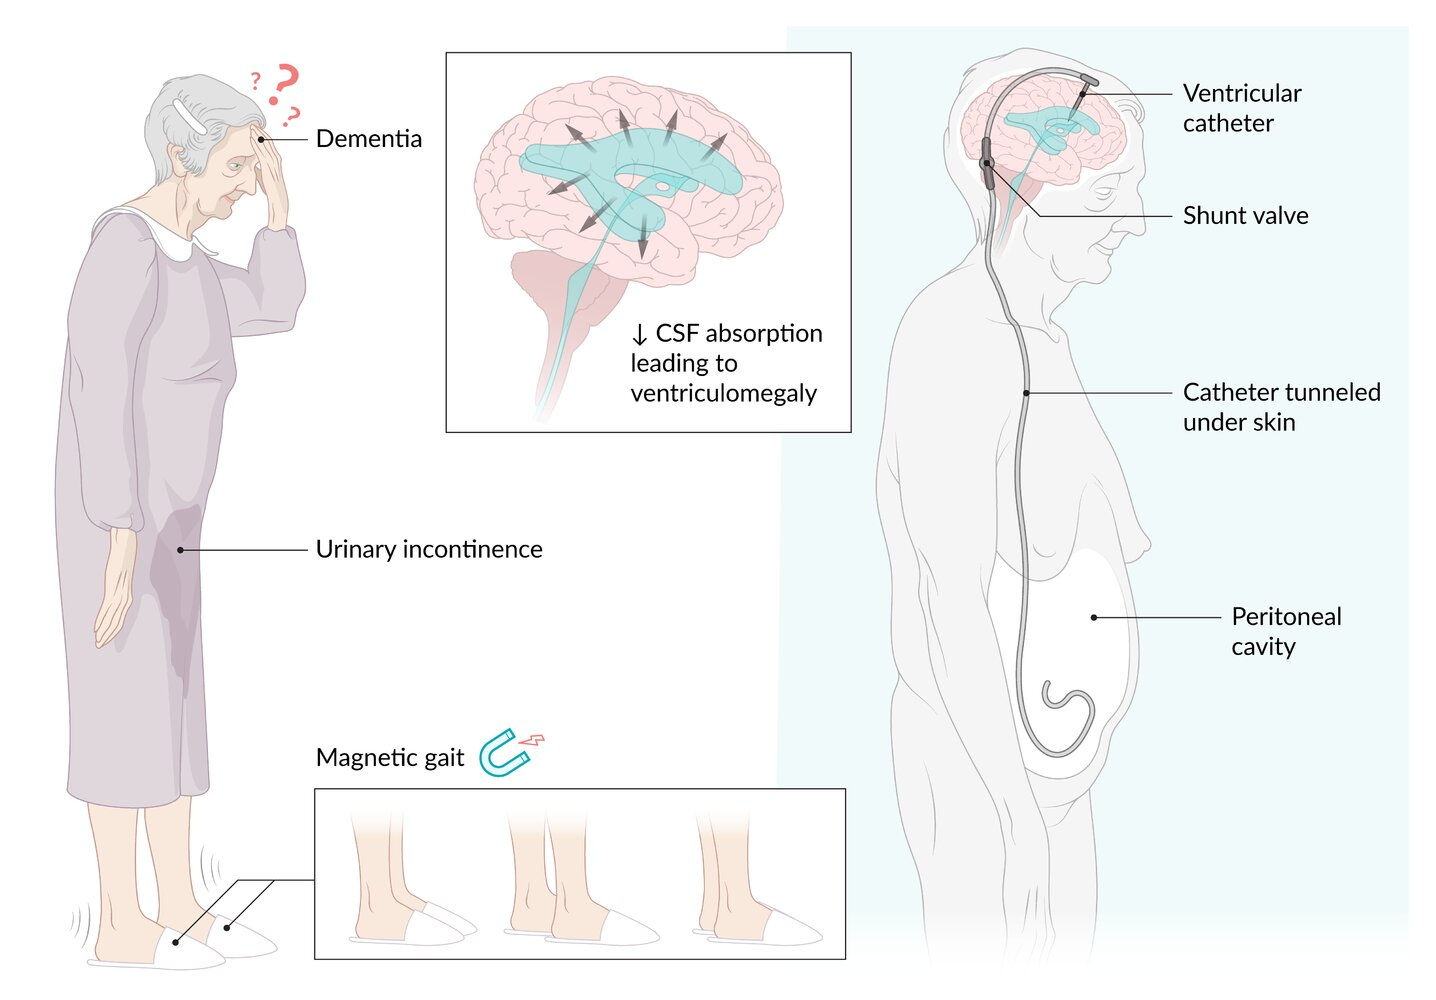 ? ? ?
Dementia
↓ CSF absorption
leading to
ventriculomegaly
Urinary incontinence
Magnetic gait
Ventricular
catheter
Shunt valve
Catheter tunneled
under skin
Peritoneal
cavity